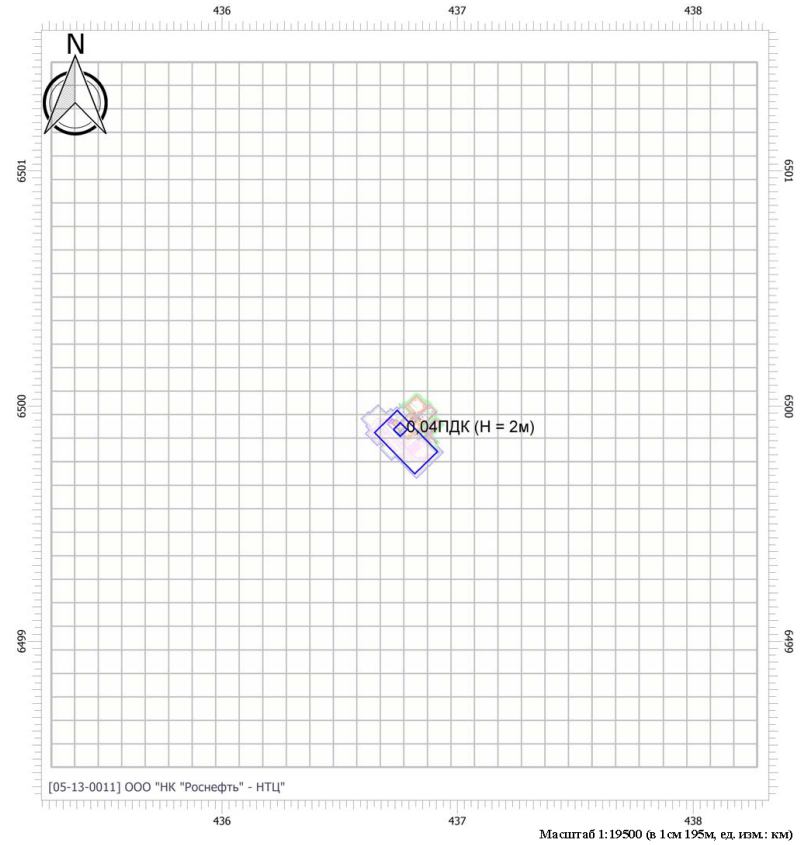 436 437 438
N
6501 6501
6500 6500
0,04ПДК (Н = 2м)
6499 6499
[05-13-0011] ООО "НК "Роснефть" - НТЦ"
436 437 438
Масштаб 1:19500 (в 1см 195м, ед. изм.: км)